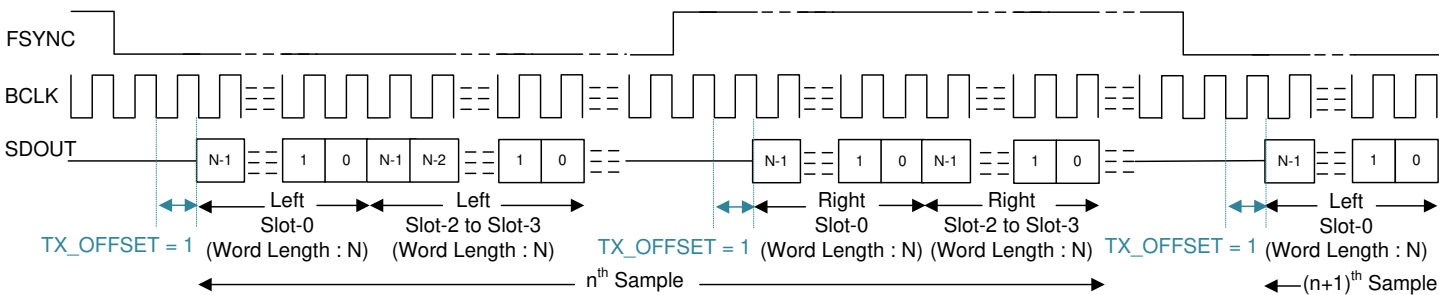 FSYNC
BCLK
SDOUT
N-1 1 0 N-1 N-2 1 0 N-1 1 0 N-1 1 0 N-1 1 0
Left Left Right Right Left
Slot-0 Slot-2 to Slot-3 Slot-0 Slot-2 to Slot-3 Slot-0
TX_OFFSET = 1 (Word Length : N) (Word Length : N) TX_OFFSET = 1 (Word Length : N) (Word Length : N) TX_OFFSET = 1 (Word Length : N)
nth Sample (n+1)th Sample